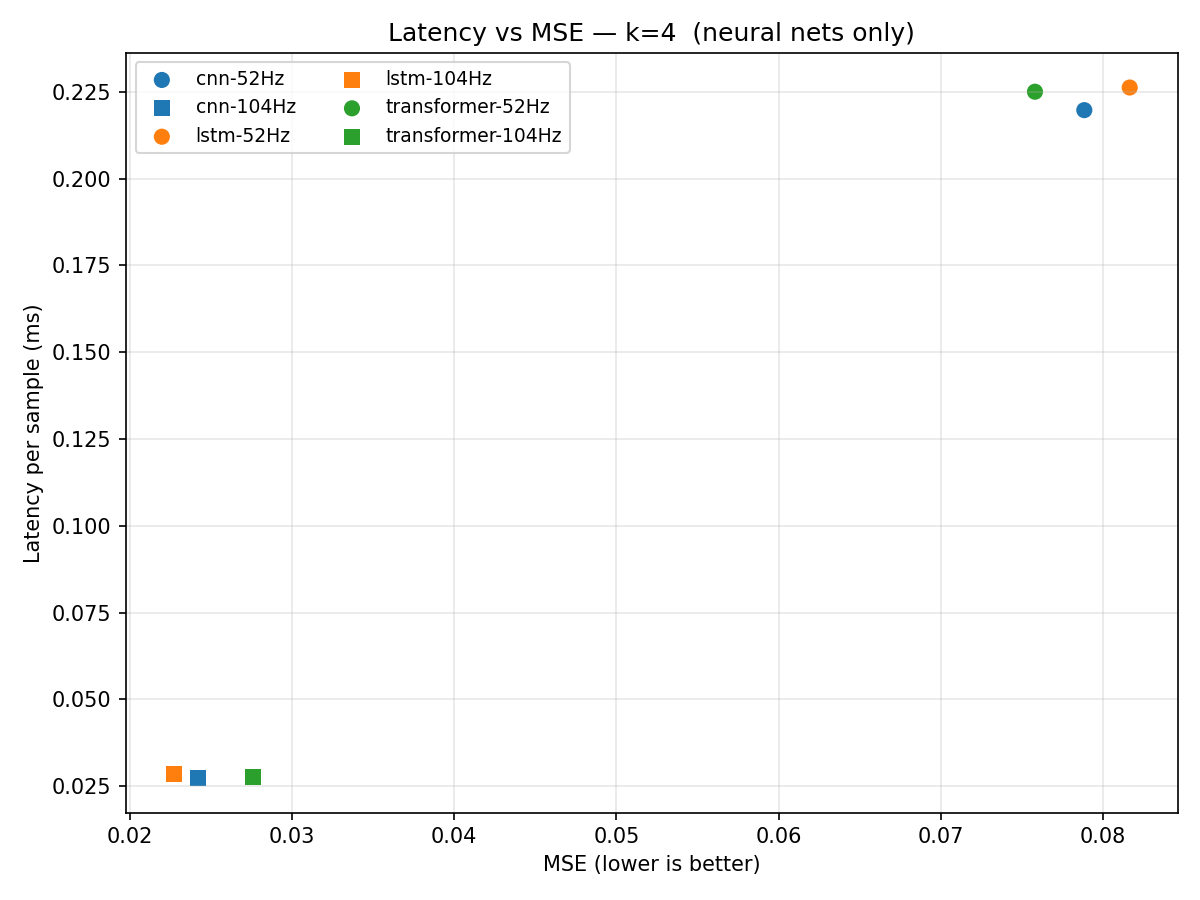 Latency vs MSE — k=4  (neural nets only)
cnn-52Hz
cnn-104Hz
lstm-52Hz
lstm-104Hz
transformer-52Hz
transformer-104Hz
Latency per sample (ms)
0.225
0.200
0.175
0.150
0.125
0.100
0.075
0.050
0.025
0.02 0.03 0.04 0.05 0.06 0.07 0.08
MSE (lower is better)